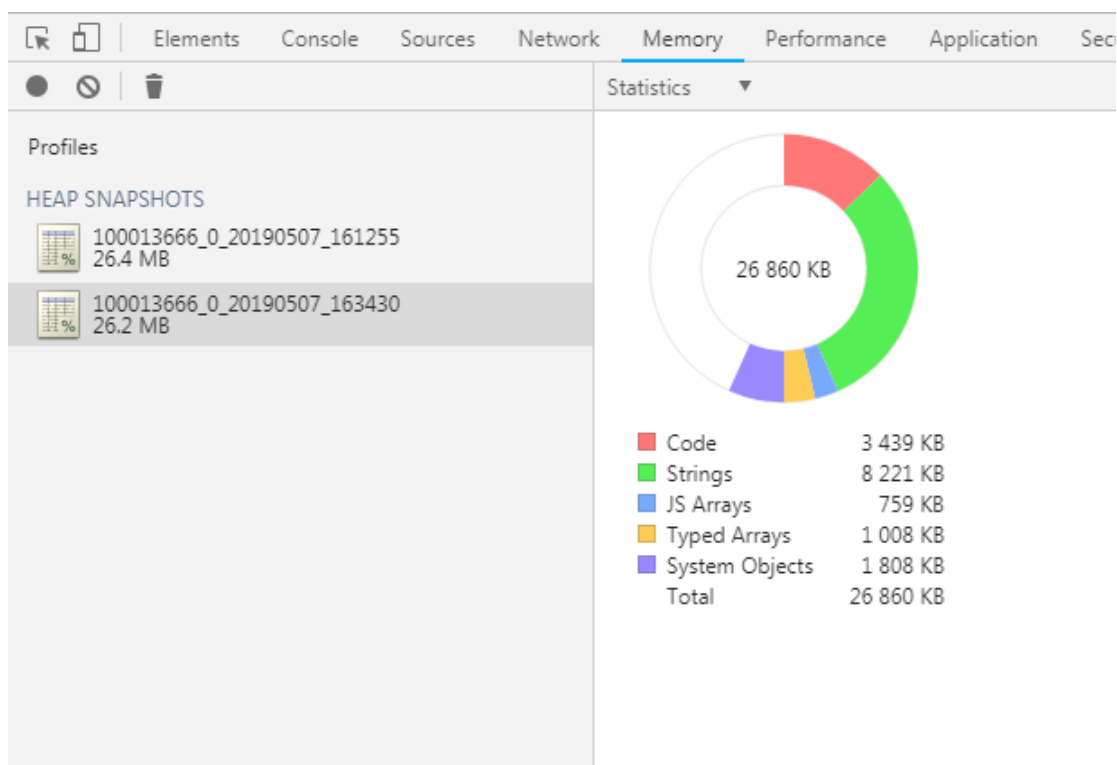 Elements Console Sources Network Memory Performance Application Sec
Statistics ▼
Profiles
HEAP SNAPSHOTS
100013666_0_20190507_161255
26.4 MB
100013666_0_20190507_163430
26.2 MB
26 860 KB
Code 3 439 KB
Strings 8 221 KB
JS Arrays 759 KB
Typed Arrays 1 008 KB
System Objects 1 808 KB
Total 26 860 KB